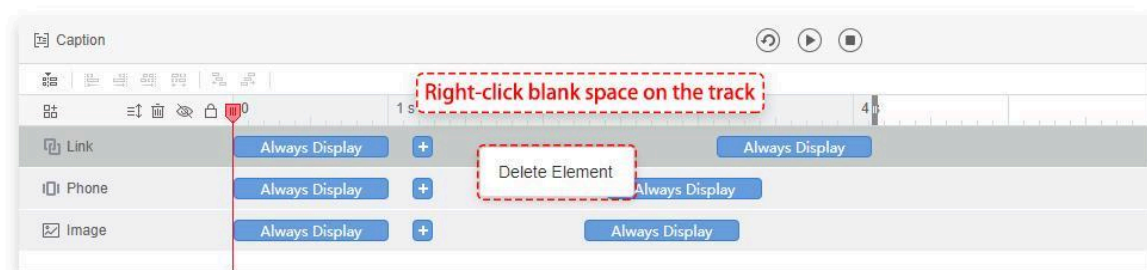 Caption
Right-click blank space on the track
0
1 s
4
Link
Always Display
Always Display
Delete Element
Phone
Always Display
Always Display
Image
Always Display
Always Display